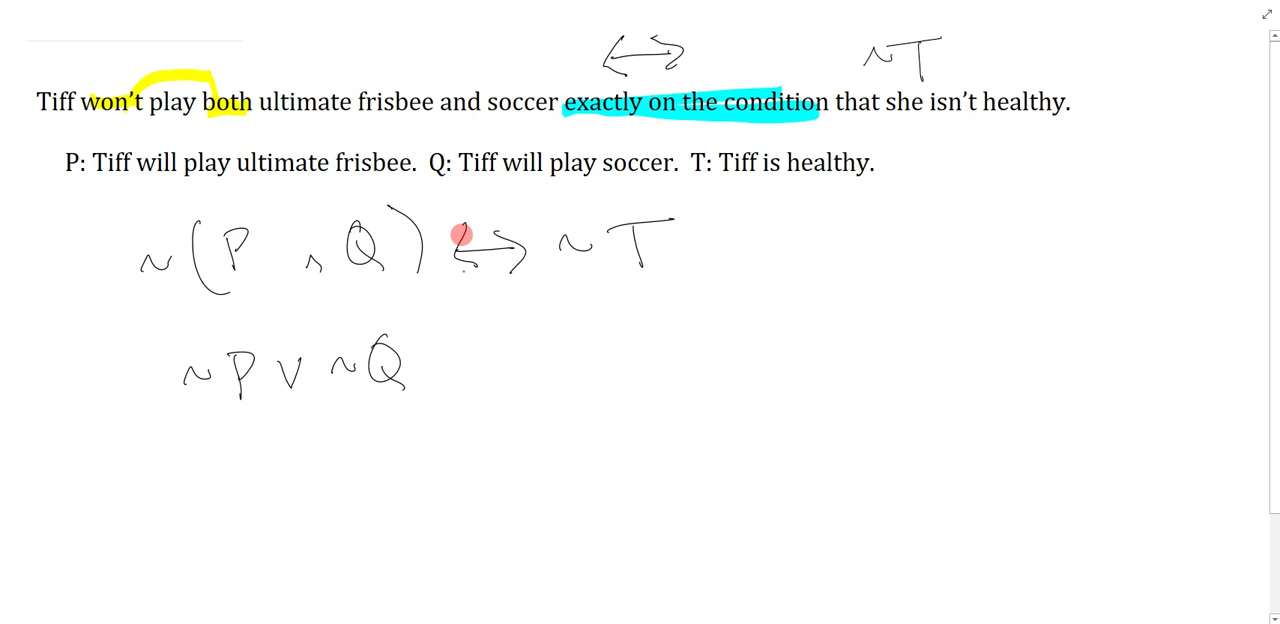 ↔ ~T
Tiff won't play both ultimate frisbee and soccer exactly on the condition that she isn't healthy.
P: Tiff will play ultimate frisbee. Q: Tiff will play soccer. T: Tiff is healthy.
~(P ∧ Q) ↔ ~T
~P ∨ ~Q